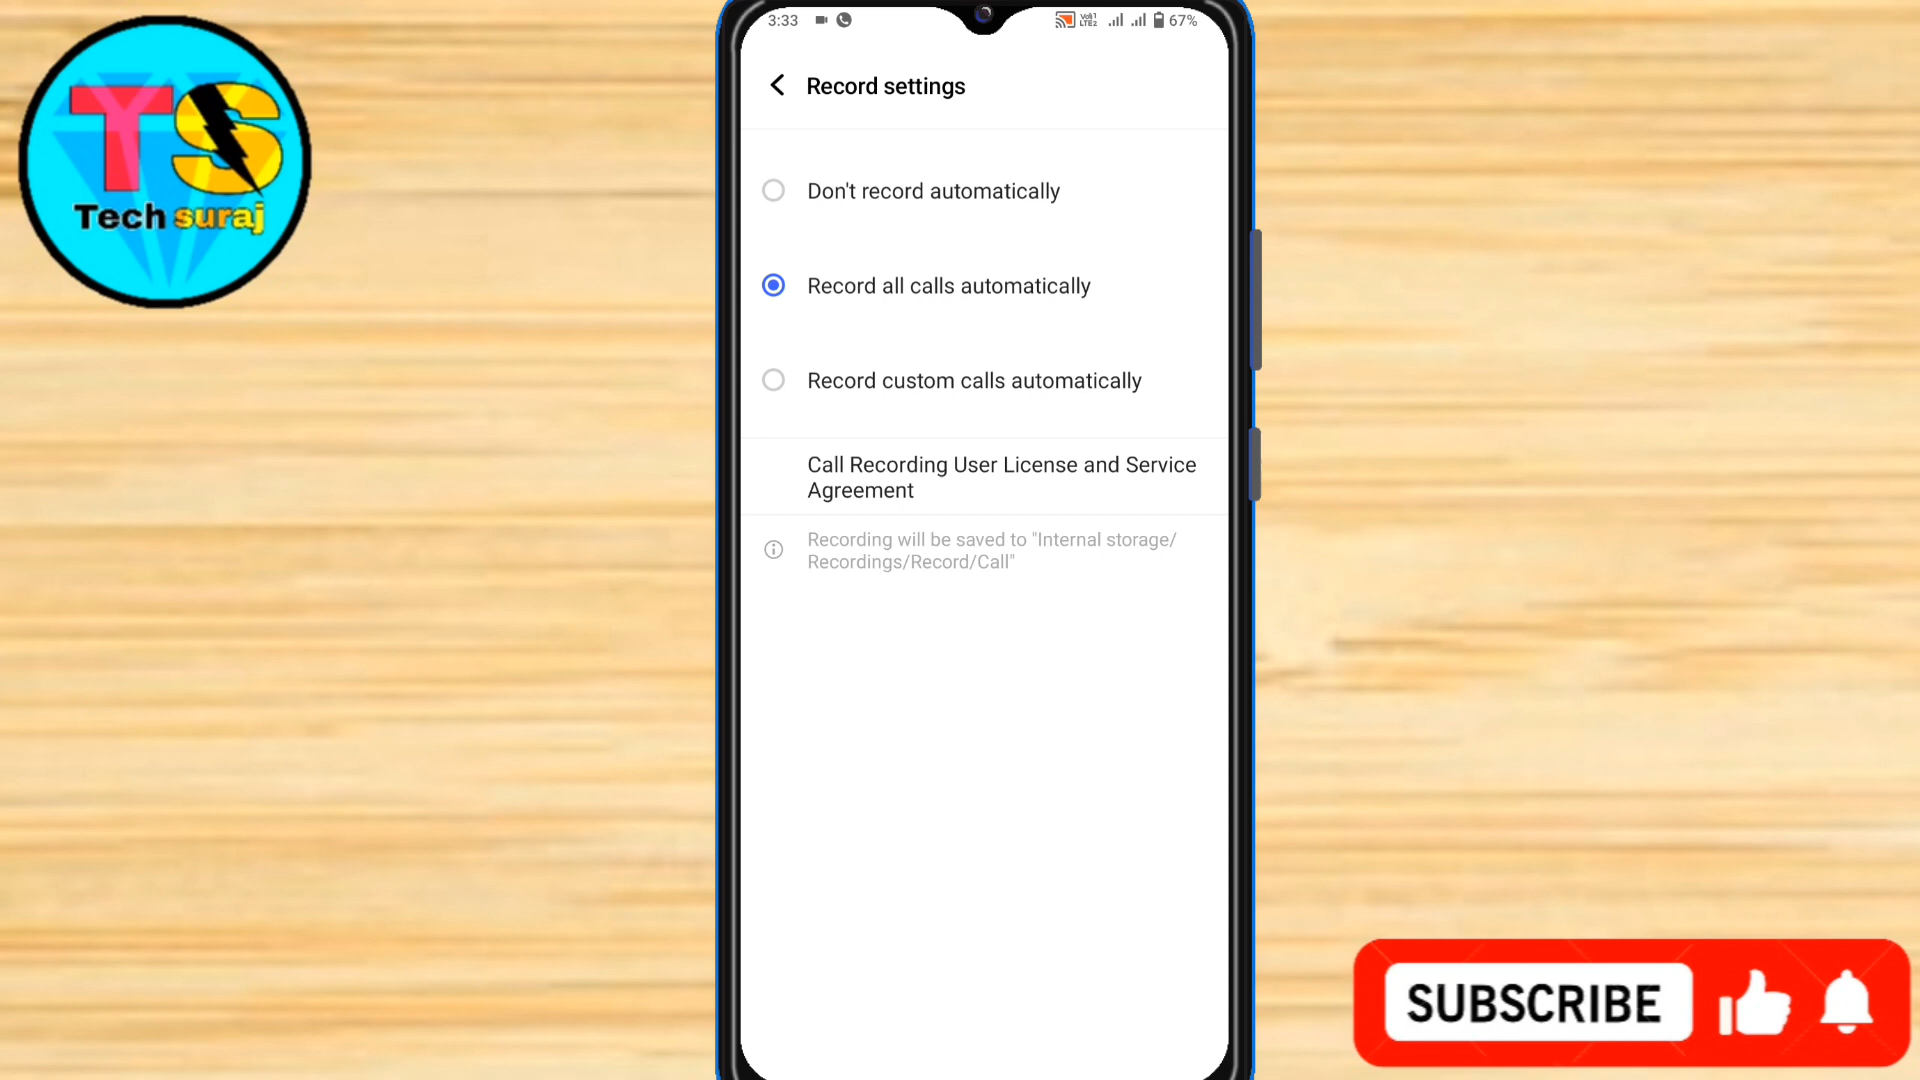 TS
Tech suraj
3:33
67%
Record settings
Don't record automatically
Record all calls automatically
Record custom calls automatically
Call Recording User License and Service
Agreement
Recording will be saved to "Internal storage/
Recordings/Record/Call"
SUBSCRIBE